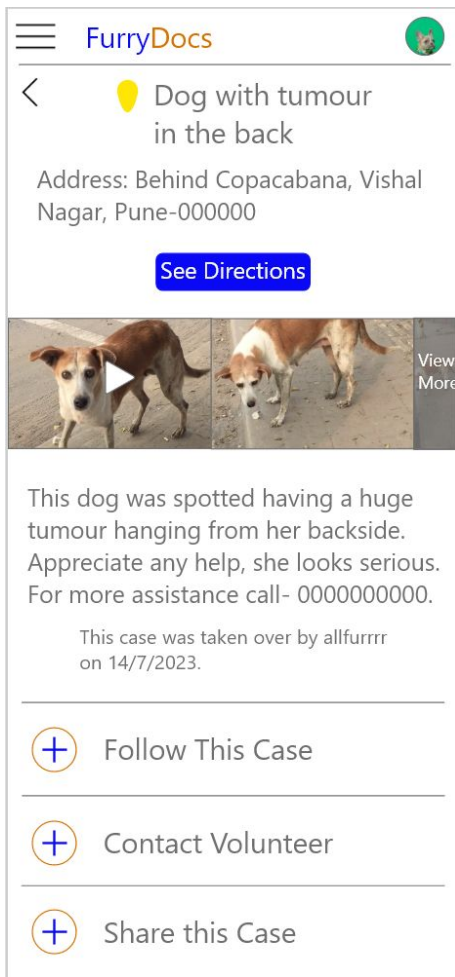 FurryDocs
Dog with tumour
in the back
Address: Behind Copacabana, Vishal
Nagar, Pune-000000
See Directions
View
More
This dog was spotted having a huge
tumour hanging from her backside.
Appreciate any help, she looks serious.
For more assistance call- 0000000000.
This case was taken over by allfurrrr
on 14/7/2023.
Follow This Case
Contact Volunteer
Share this Case